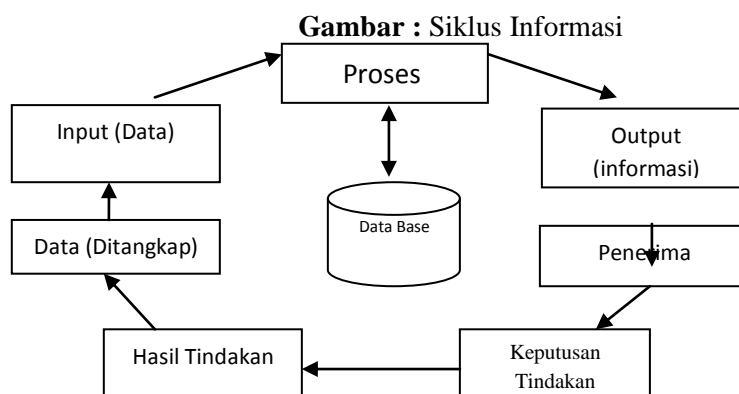 Gambar : Siklus Informasi
Proses
Input (Data)
Output
(informasi)
Data Base
Data (Ditangkap)
Penerima
Hasil Tindakan
Keputusan
Tindakan